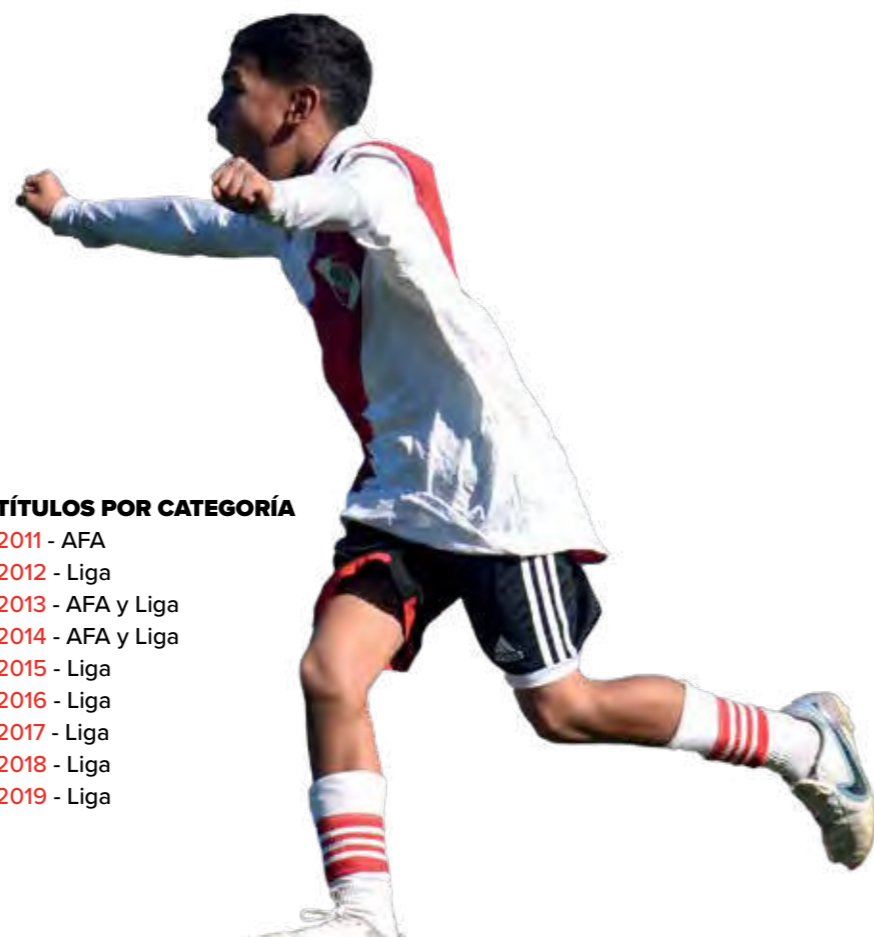 TÍTULOS POR CATEGORÍA
2011 - AFA
2012 - Liga
2013 - AFA y Liga
2014 - AFA y Liga
2015 - Liga
2016 - Liga
2017 - Liga
2018 - Liga
2019 - Liga